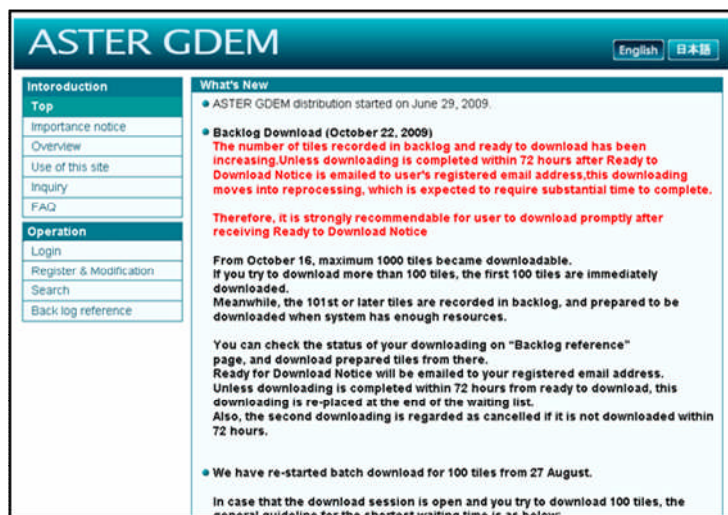 ASTER GDEM
English 日本語
Intoroduction
Top
Importance notice
Overview
Use of this site
Inquiry
FAQ
Operation
Login
Register & Modification
Search
Back log reference
What's New
ASTER GDEM distribution started on June 29, 2009.
Backlog Download (October 22, 2009)
The number of tiles recorded in backlog and ready to download has been
increasing.Unless downloading is completed within 72 hours after Ready to
Download Notice is emailed to user's registered email address,this downloading
moves into reprocessing, which is expected to require substantial time to complete.
Therefore, it is strongly recommendable for user to download promptly after
receiving Ready to Download Notice
From October 16, maximum 1000 tiles became downloadable.
If you try to download more than 100 tiles, the first 100 tiles are immediately
downloaded.
Meanwhile, the 101st or later tiles are recorded in backlog, and prepared to be
downloaded when system has enough resources.
You can check the status of your downloading on “Backlog reference”
page, and download prepared tiles from there.
Ready for Download Notice will be emailed to your registered email address.
Unless downloading is completed within 72 hours from ready to download, this
downloading is re-placed at the end of the waiting list.
Also, the second downloading is regarded as cancelled if it is not downloaded within
72 hours.
We have re-started batch download for 100 tiles from 27 August.
In case that the download session is open and you try to download 100 tiles, the
general guideline for the shortest waiting time is as below: